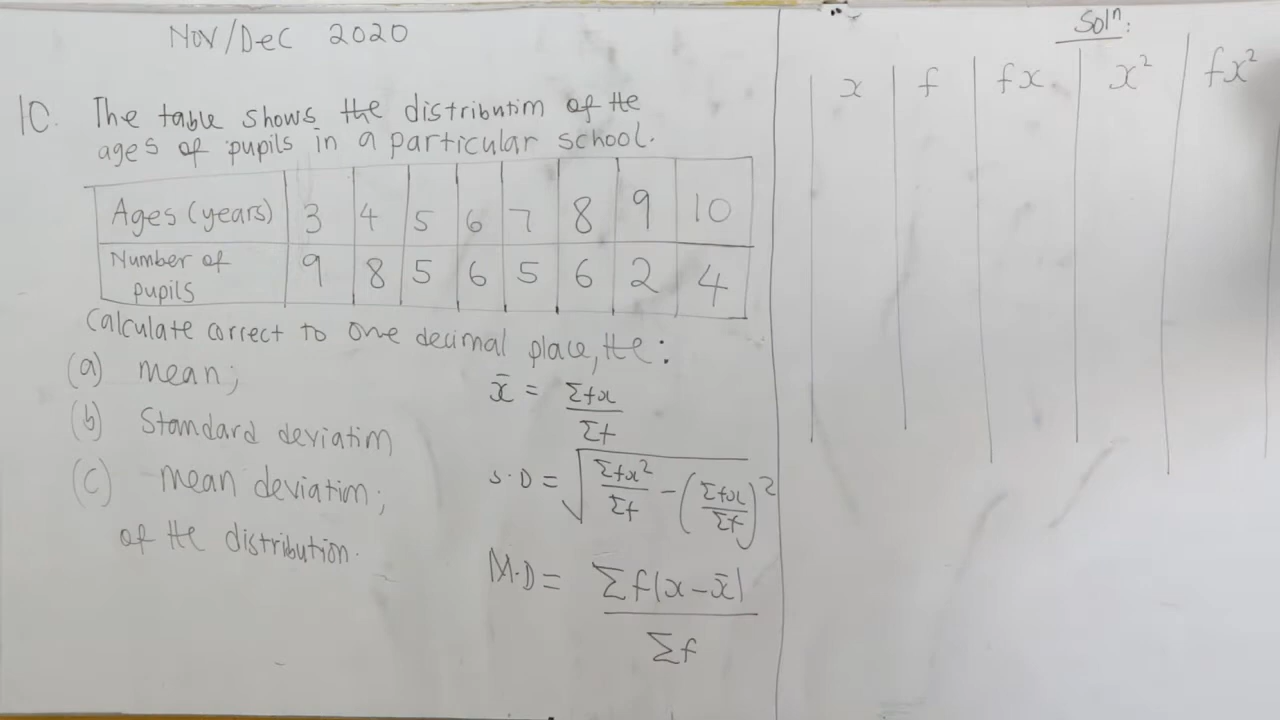 Nov/Dec 2020
10. The table shows the distribution of the
ages of pupils in a particular school.
Ages (years) 3 4 5 6 7 8 9 10
Number of pupils 9 8 5 6 5 6 2 4
Calculate correct to one decimal place, the:
(a) mean;
(b) Standard deviation
(c) mean deviation;
of the distribution.
x̄ = Σfx / Σf
S.D = √(Σfx²/Σf − (Σfx/Σf)²)
M.D = Σf|x − x̄| / Σf
Solⁿ:
x f fx x² fx²